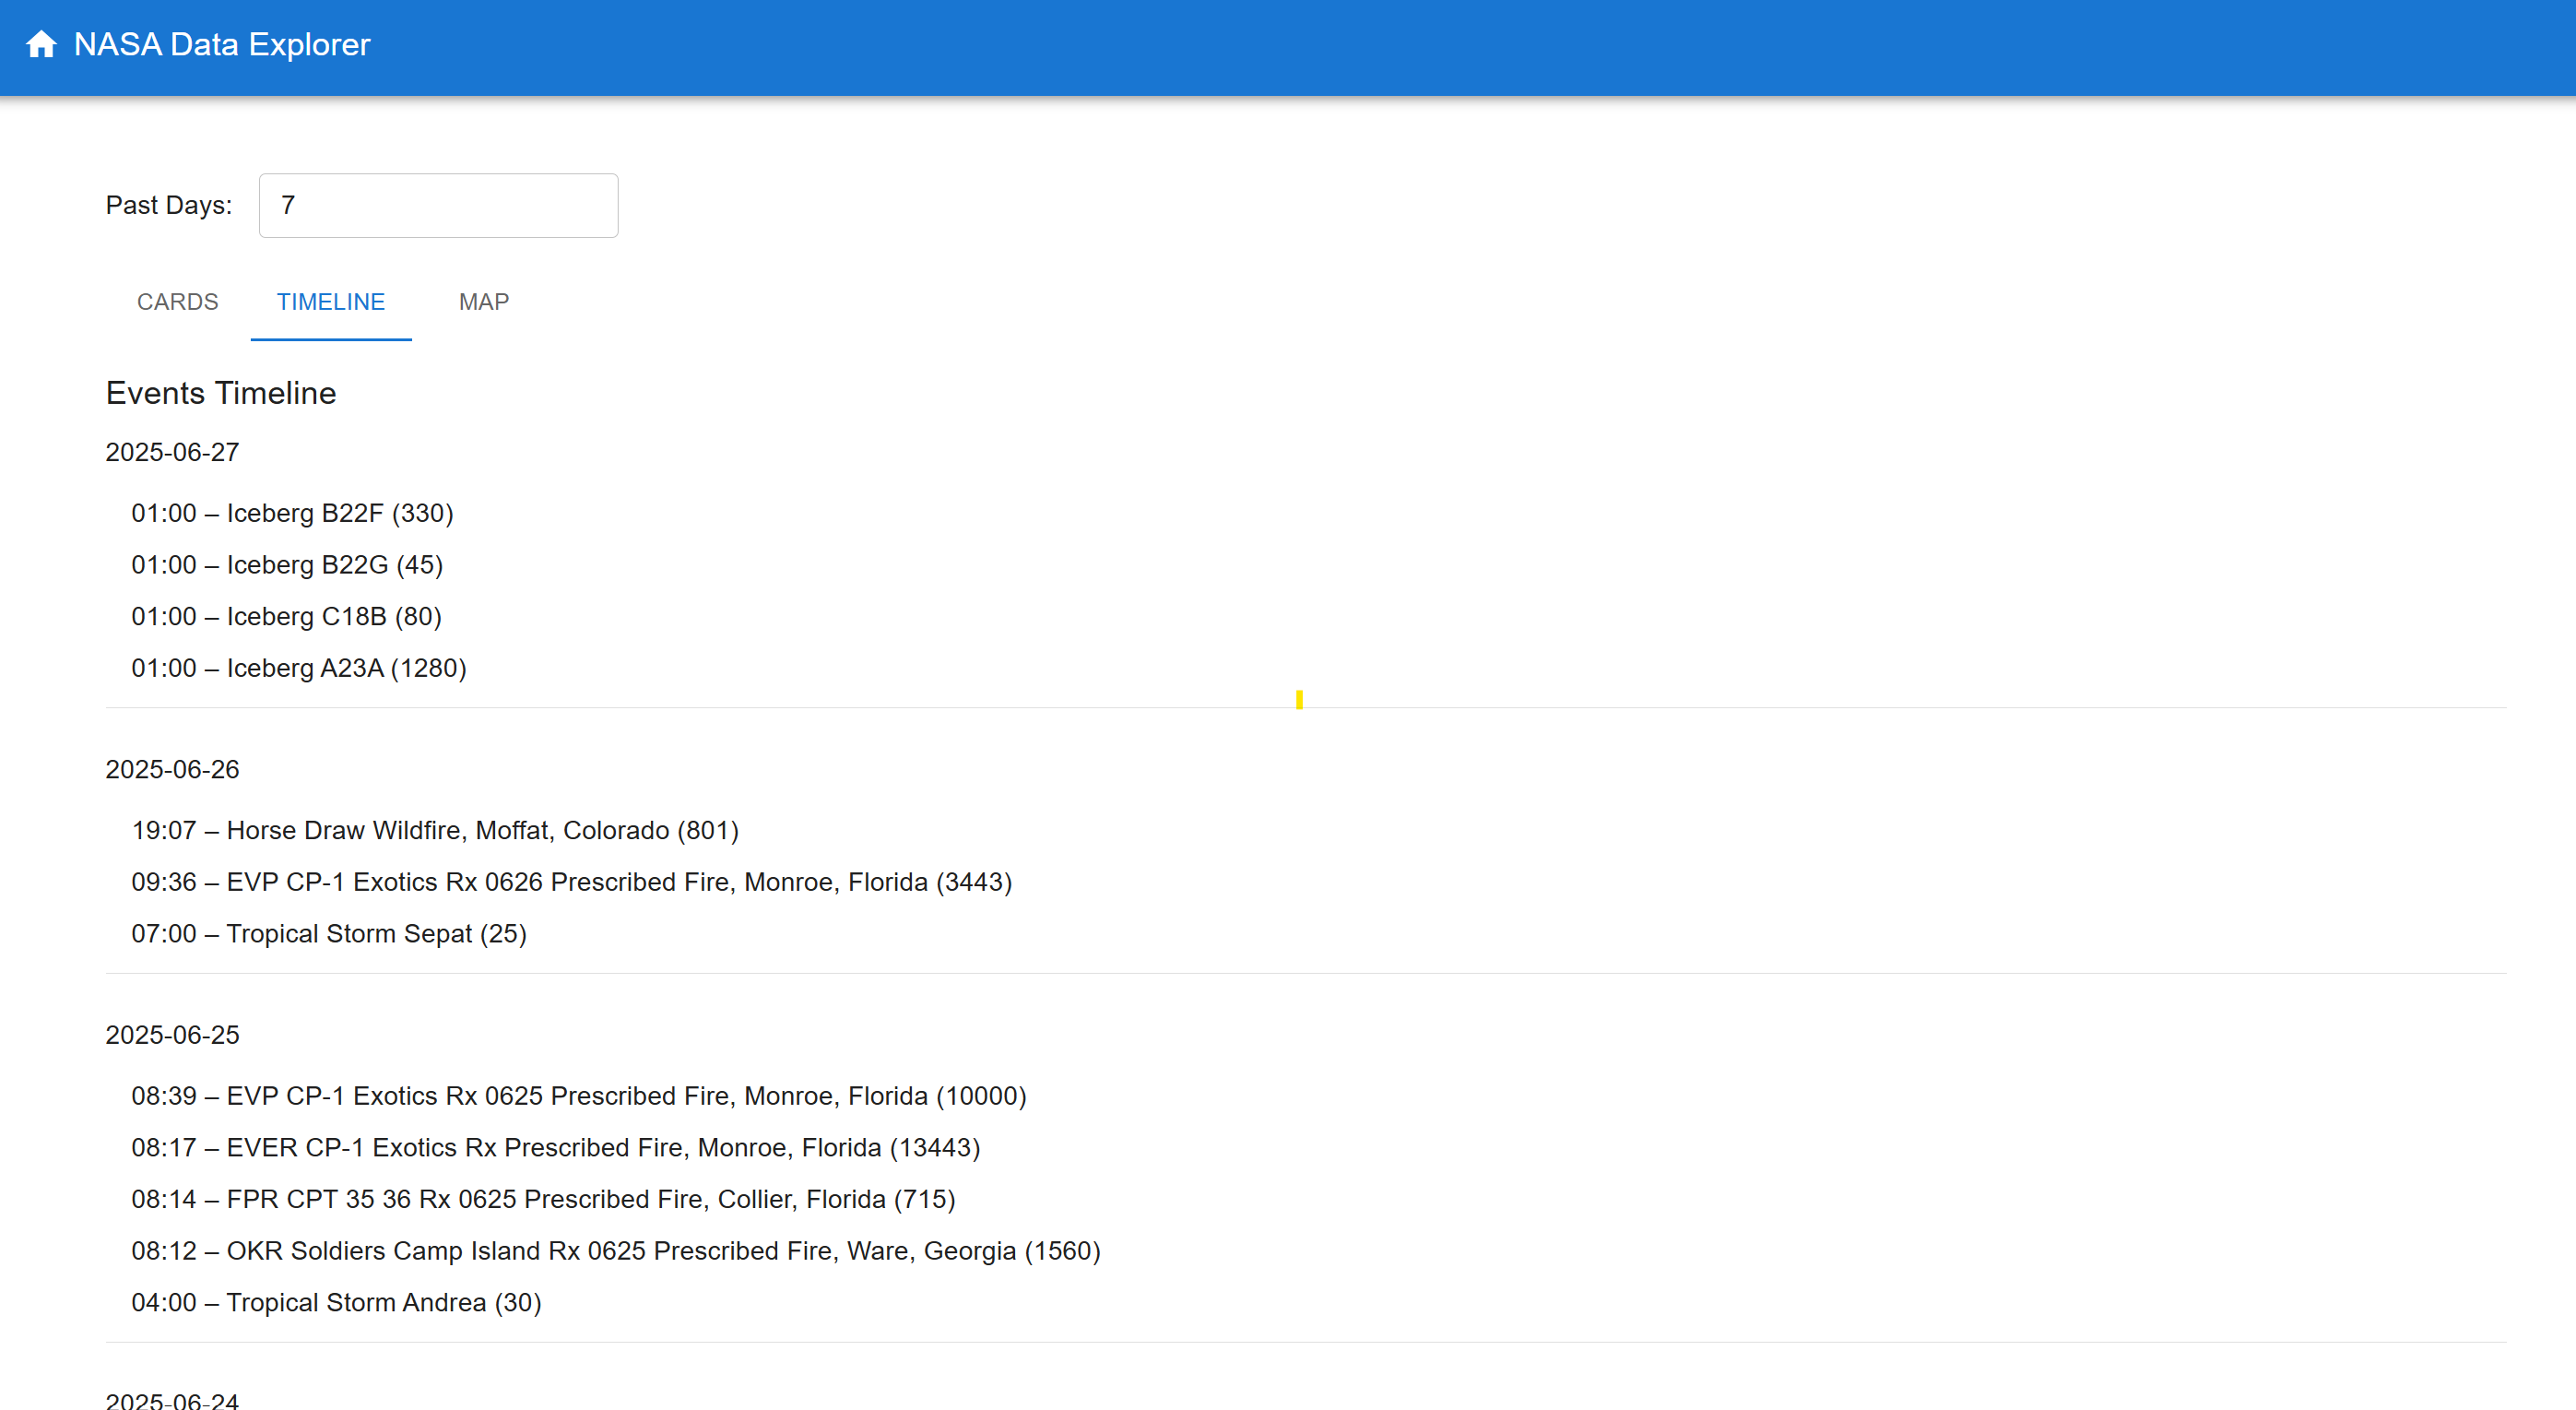 NASA Data Explorer
Past Days: 7
CARDS TIMELINE MAP
Events Timeline
2025-06-27
01:00 – Iceberg B22F (330)
01:00 – Iceberg B22G (45)
01:00 – Iceberg C18B (80)
01:00 – Iceberg A23A (1280)
2025-06-26
19:07 – Horse Draw Wildfire, Moffat, Colorado (801)
09:36 – EVP CP-1 Exotics Rx 0626 Prescribed Fire, Monroe, Florida (3443)
07:00 – Tropical Storm Sepat (25)
2025-06-25
08:39 – EVP CP-1 Exotics Rx 0625 Prescribed Fire, Monroe, Florida (10000)
08:17 – EVER CP-1 Exotics Rx Prescribed Fire, Monroe, Florida (13443)
08:14 – FPR CPT 35 36 Rx 0625 Prescribed Fire, Collier, Florida (715)
08:12 – OKR Soldiers Camp Island Rx 0625 Prescribed Fire, Ware, Georgia (1560)
04:00 – Tropical Storm Andrea (30)
2025-06-24